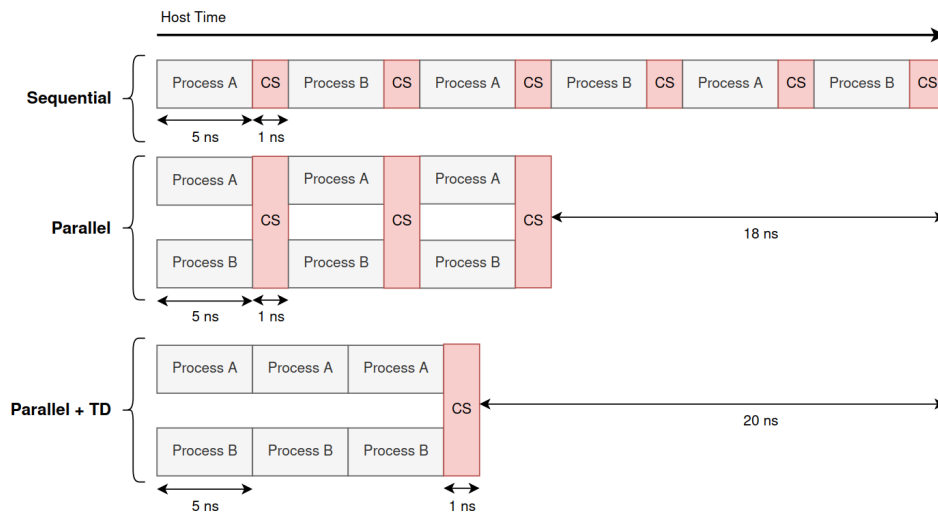 Host Time
Sequential
Process A CS Process B CS Process A CS Process B CS Process A CS Process B CS
5 ns 1 ns
Parallel
Process A Process A Process A
CS CS CS
18 ns
Process B Process B Process B
5 ns 1 ns
Parallel + TD
Process A Process A Process A
CS
20 ns
Process B Process B Process B
5 ns 1 ns